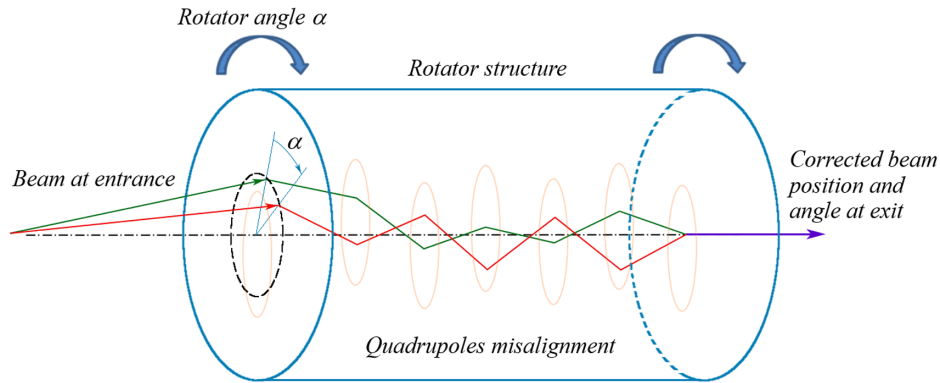 Rotator angle α
Rotator structure
α
Beam at entrance
Corrected beam
position and
angle at exit
Quadrupoles misalignment